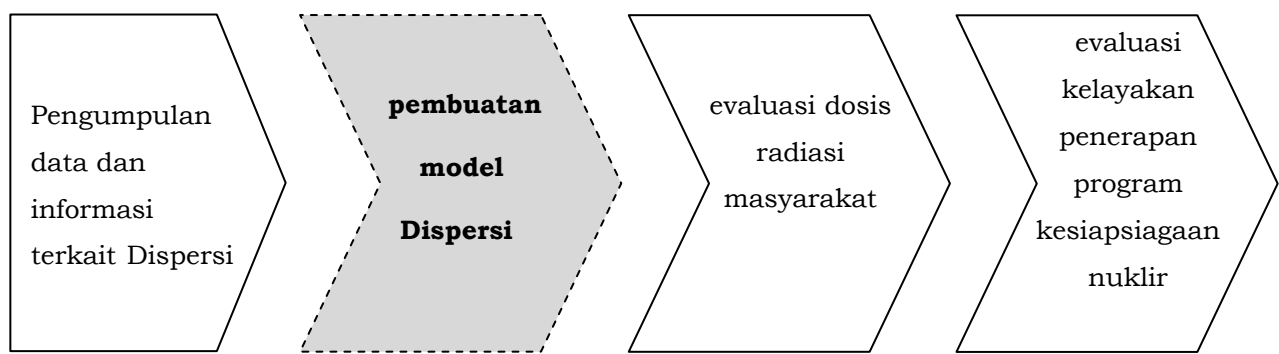 Pengumpulan
data dan
informasi
terkait Dispersi
pembuatan
model
Dispersi
evaluasi dosis
radiasi
masyarakat
evaluasi
kelayakan
penerapan
program
kesiapsiagaan
nuklir